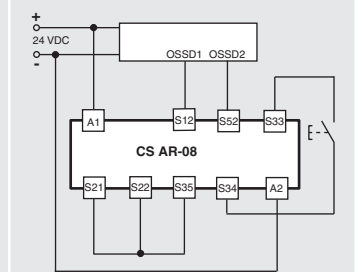 +
24 VDC
-
OSSD1 OSSD2
A1 S12 S52 S33
CS AR-08
S21 S22 S35 S34 A2